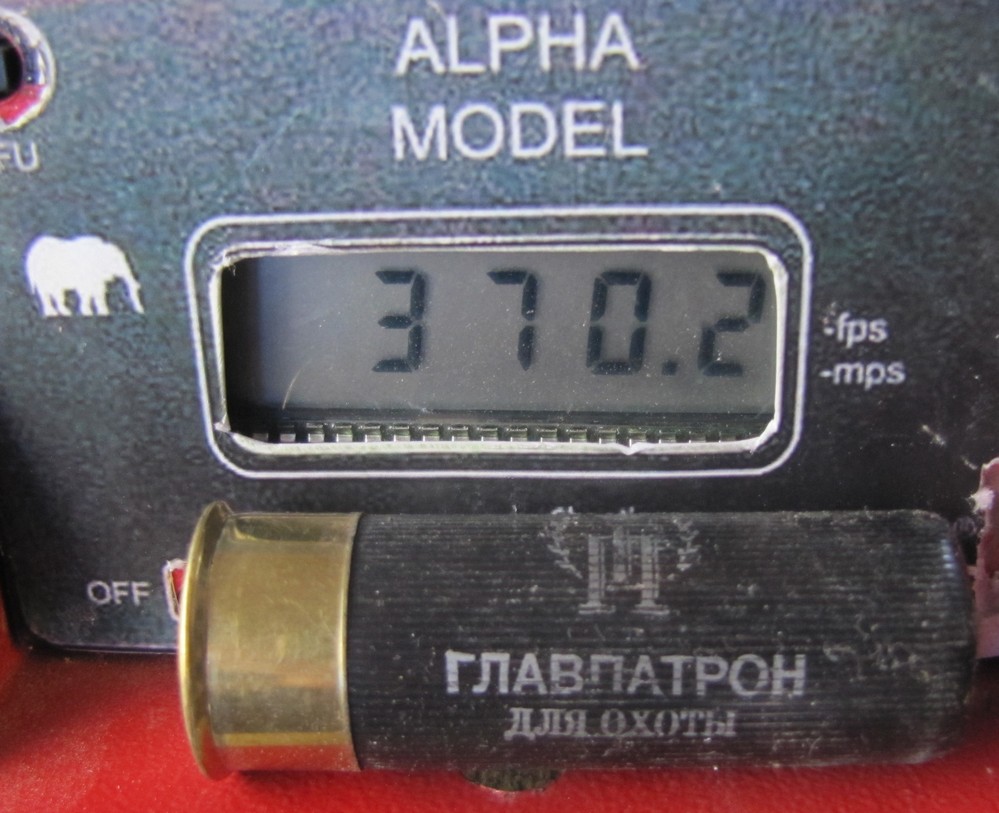 ALPHA
MODEL
FU
370.2
-fps
-mps
OFF
ГЛАВПАТРОН
ДЛЯ ОХОТЫ